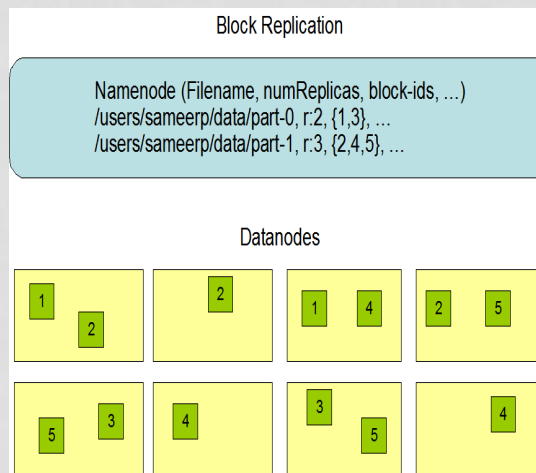 Block Replication
Namenode (Filename, numReplicas, block-ids, …)
/users/sameerp/data/part-0, r:2, {1,3}, …
/users/sameerp/data/part-1, r:3, {2,4,5}, …
Datanodes
1
2
2
1 4
2 5
5 3
4
3
5
4